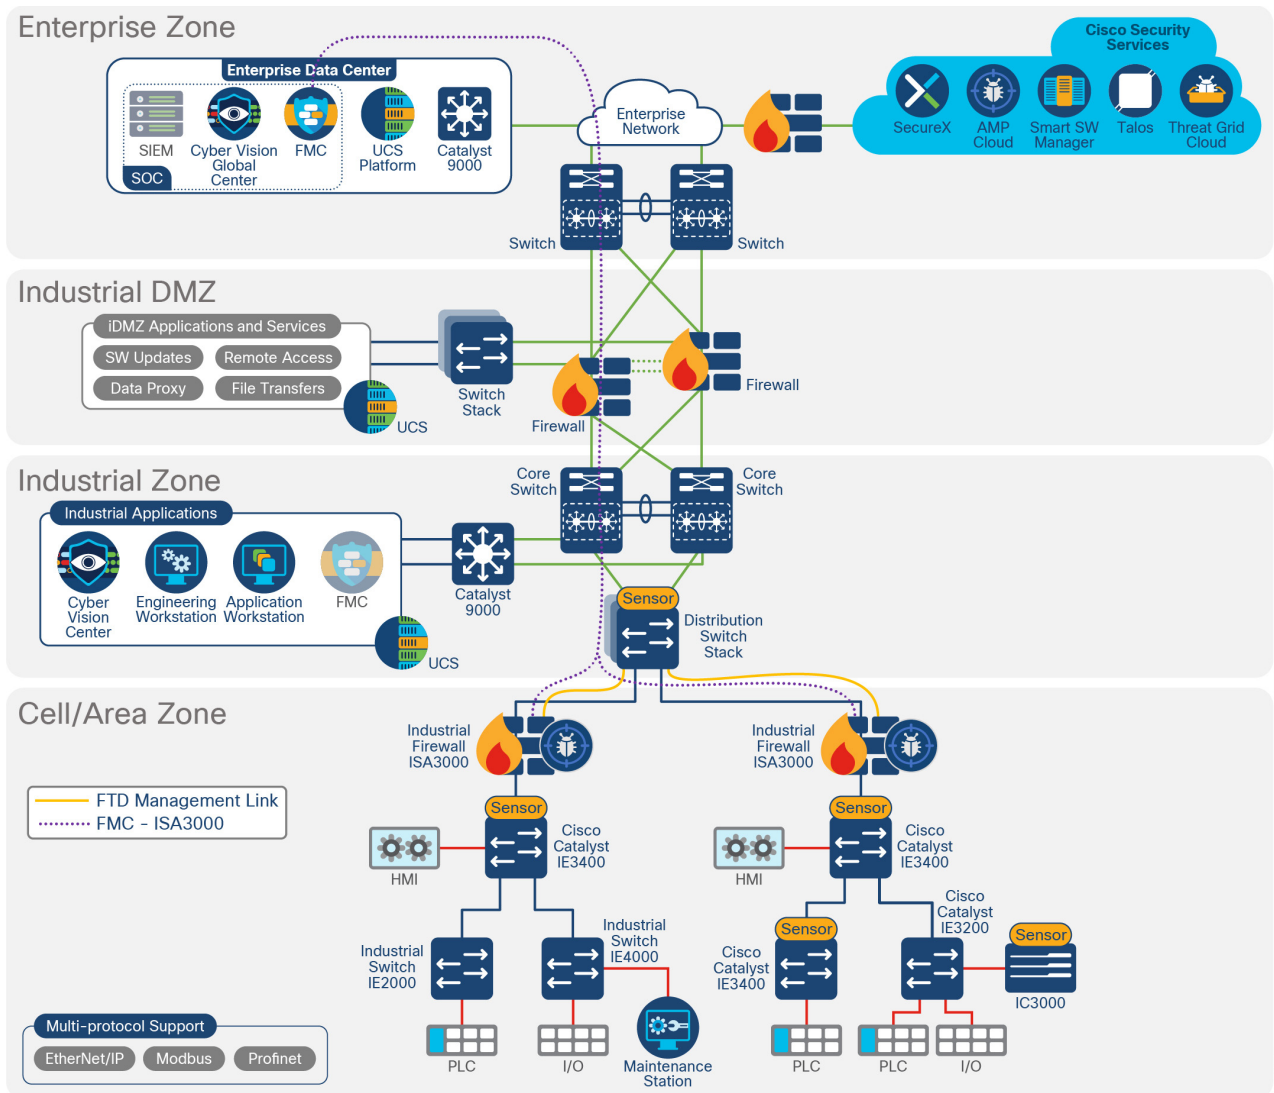 Enterprise Zone
Enterprise Data Center
SIEM
Cyber Vision
Global
Center
FMC
UCS
Platform
Catalyst
9000
SOC
Enterprise
Network
Cisco Security
Services
SecureX
AMP
Cloud
Smart SW
Manager
Talos
Threat Grid
Cloud
Switch
Switch
Industrial DMZ
iDMZ Applications and Services
SW Updates
Remote Access
Data Proxy
File Transfers
UCS
Switch
Stack
Firewall
Firewall
Industrial Zone
Industrial Applications
Cyber
Vision
Center
Engineering
Workstation
Application
Workstation
FMC
UCS
Catalyst
9000
Core
Switch
Core
Switch
Sensor
Distribution
Switch
Stack
Cell/Area Zone
FTD Management Link
FMC - ISA3000
Industrial
Firewall
ISA3000
Industrial
Firewall
ISA3000
Sensor
Cisco
Catalyst
IE3400
HMI
Sensor
Cisco
Catalyst
IE3400
HMI
Industrial
Switch
IE2000
Industrial
Switch
IE4000
Sensor
Cisco
Catalyst
IE3400
Cisco
Catalyst
IE3200
Sensor
IC3000
PLC
I/O
Maintenance
Station
PLC
PLC
I/O
Multi-protocol Support
EtherNet/IP
Modbus
Profinet